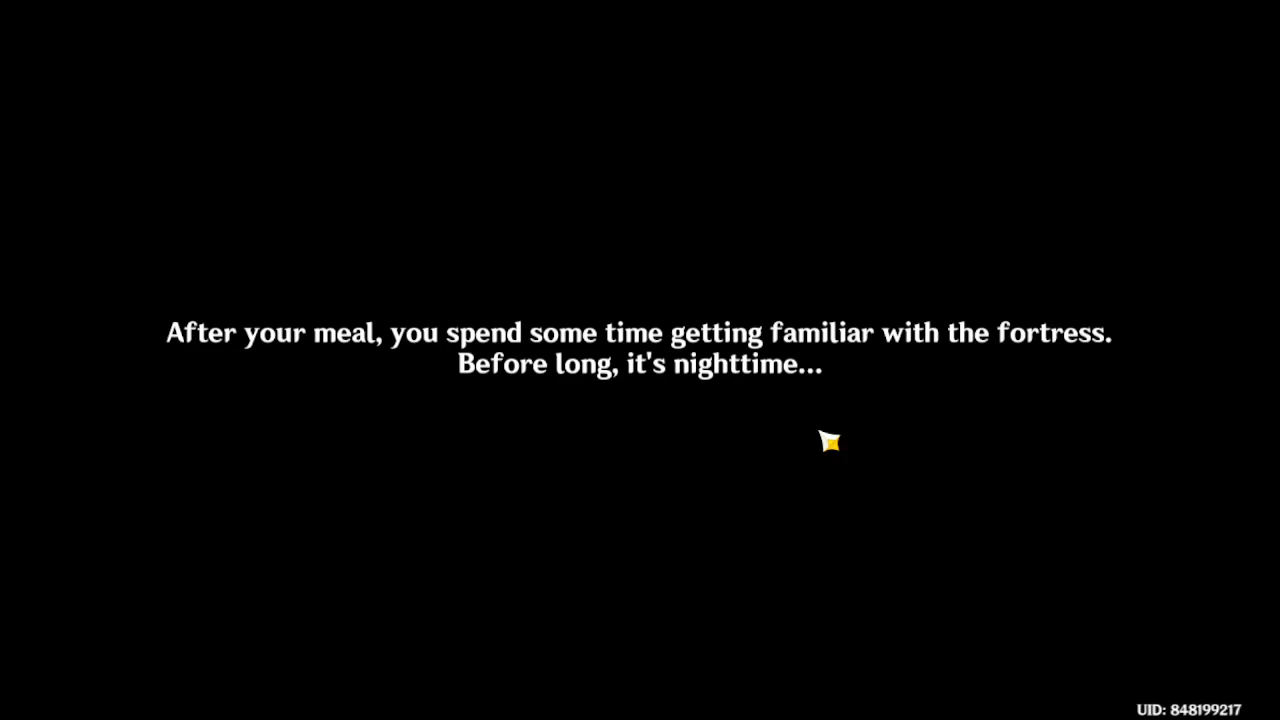 After your meal, you spend some time getting familiar with the fortress.
Before long, it's nighttime...
UID: 848199217